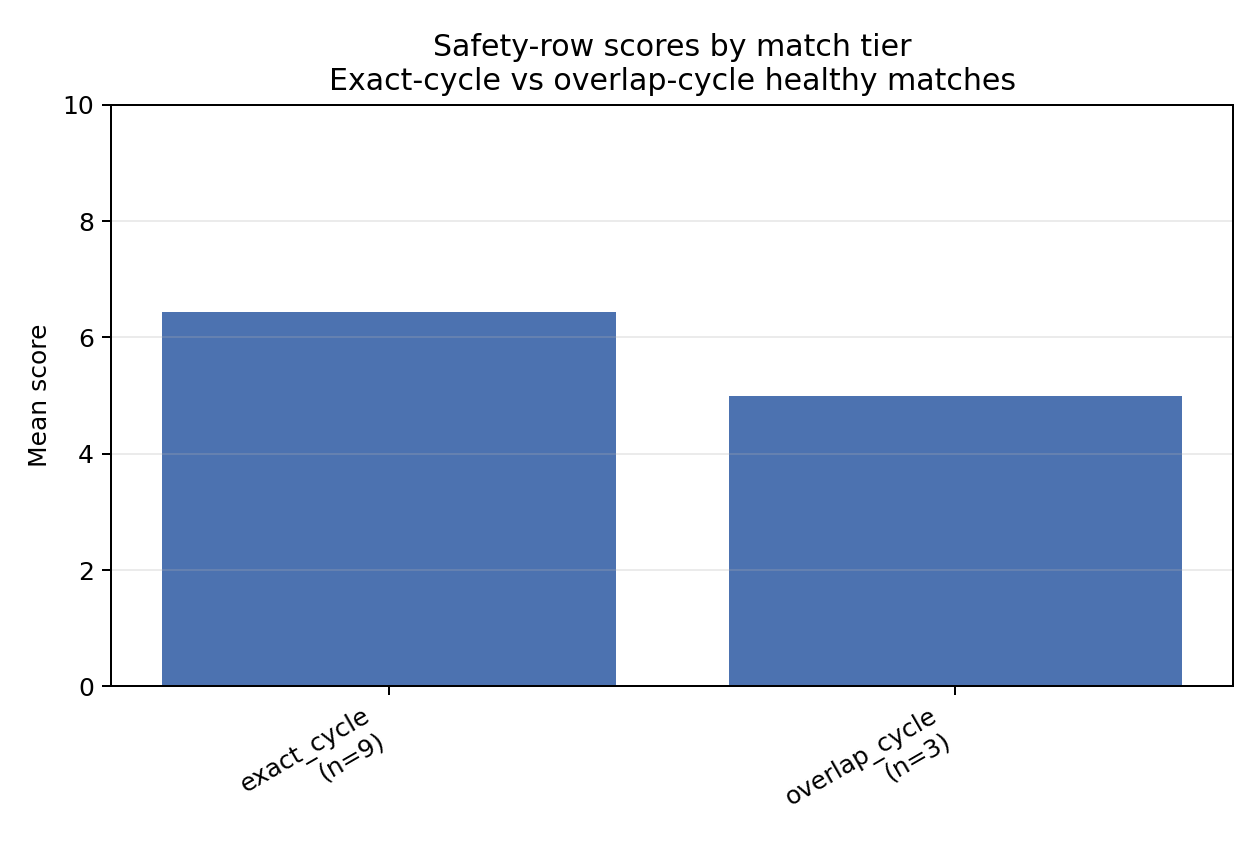 Safety-row scores by match tier
Exact-cycle vs overlap-cycle healthy matches
10
8
6
4
2
0
Mean score
exact_cycle
(n=9)
overlap_cycle
(n=3)